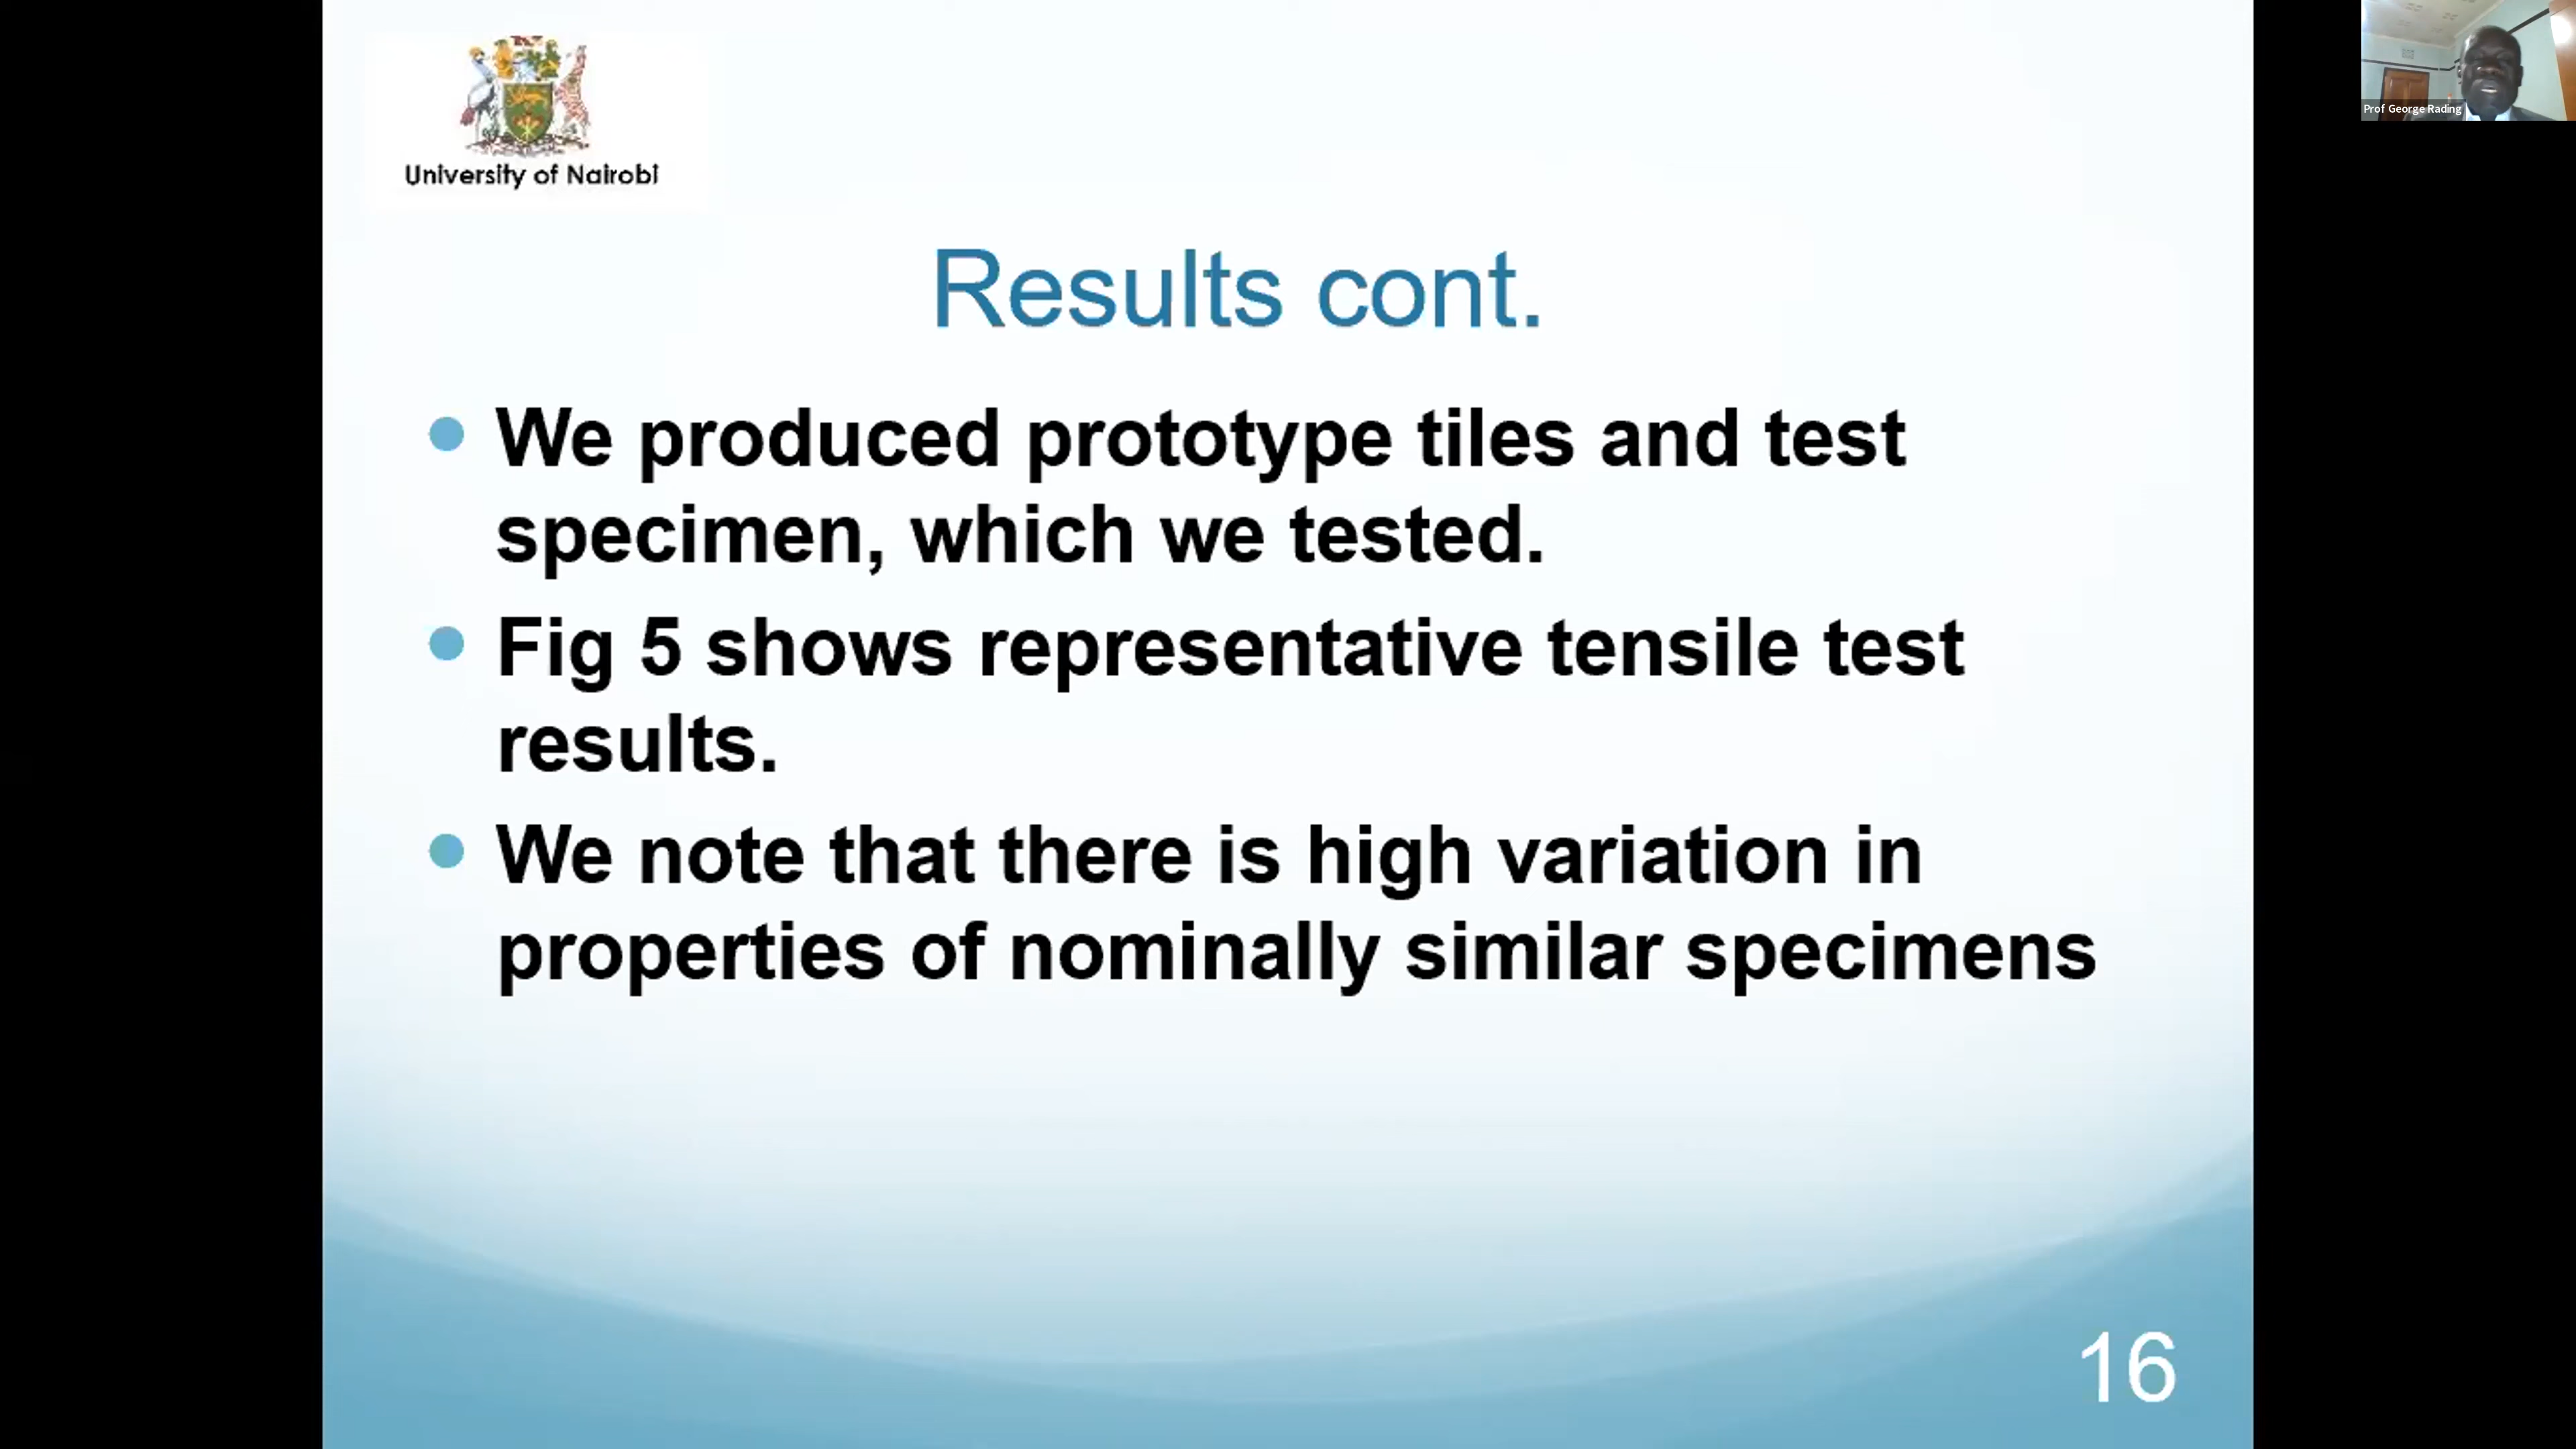 University of Nairobi
Prof George Rading
Results cont.
We produced prototype tiles and test
specimen, which we tested.
Fig 5 shows representative tensile test
results.
We note that there is high variation in
properties of nominally similar specimens
16